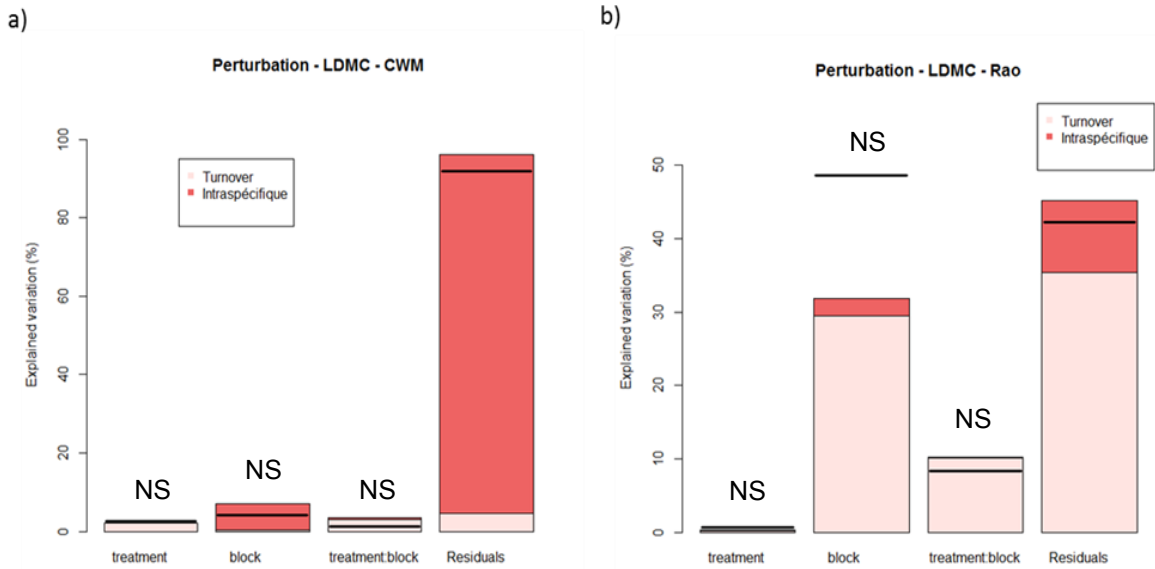 a)
Perturbation - LDMC - CWM
Explained variation (%)
100
80
60
40
20
0
Turnover
Intraspécifique
NS
NS
NS
treatment
block
treatment:block
Residuals
b)
Perturbation - LDMC - Rao
Explained variation (%)
50
40
30
20
10
0
Turnover
Intraspécifique
NS
NS
NS
treatment
block
treatment:block
Residuals